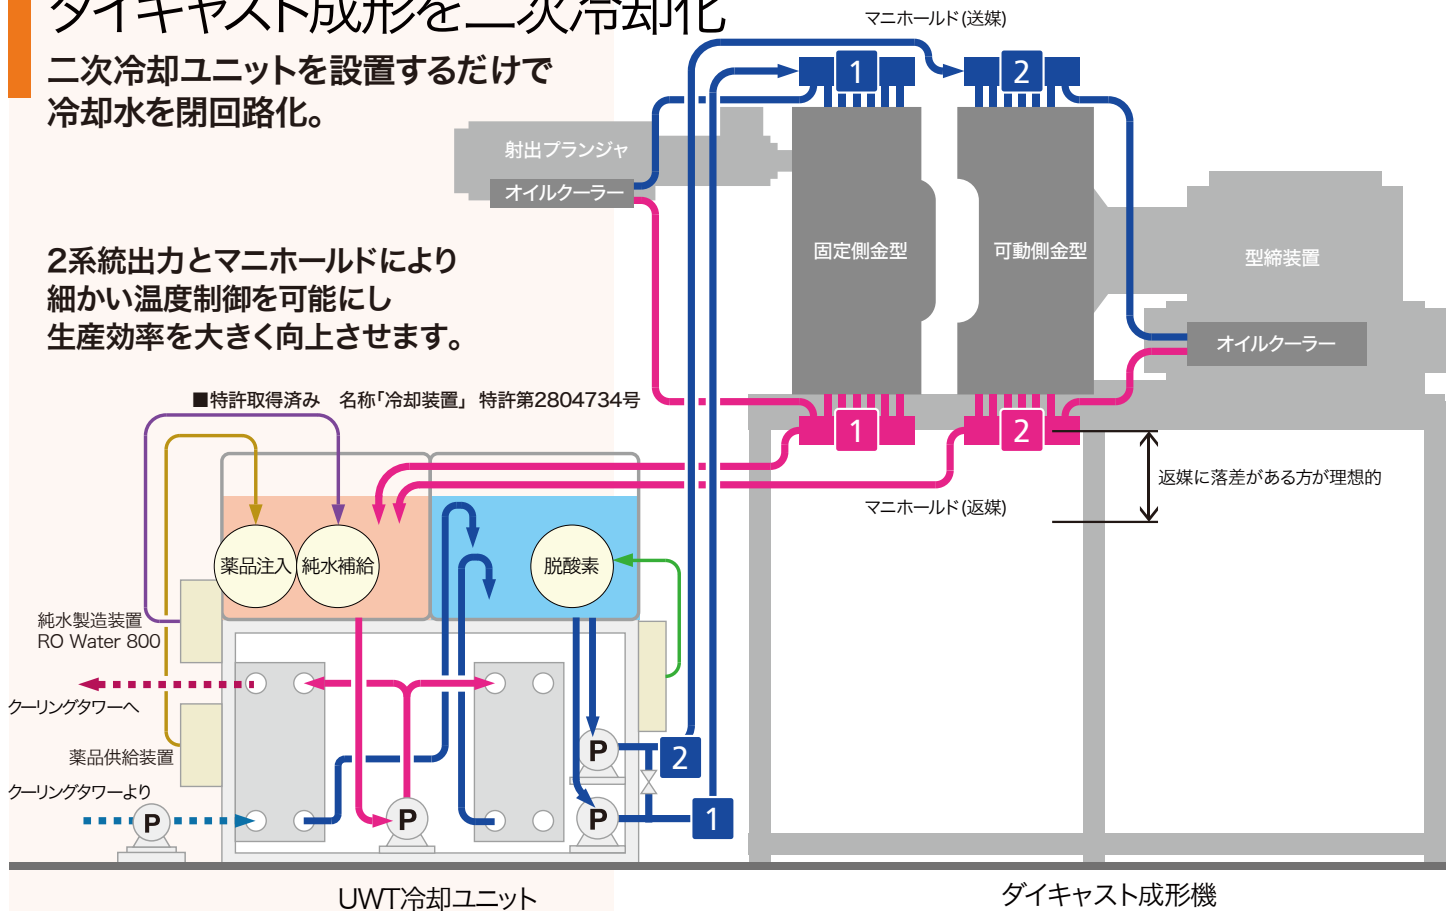 ダイキャスト成形を二次冷却化
二次冷却ユニットを設置するだけで
冷却水を閉回路化。
2系統出力とマニホールドにより
細かい温度制御を可能にし
生産効率を大きく向上させます。
■特許取得済み 名称「冷却装置」 特許第2804734号
マニホールド(送媒)
1
2
射出プランジャ
オイルクーラー
固定側金型
可動側金型
型締装置
オイルクーラー
1
2
返媒に落差がある方が理想的
マニホールド(返媒)
薬品注入
純水補給
脱酸素
純水製造装置
RO Water 800
クーリングタワーへ
薬品供給装置
クーリングタワーより
P
P
P
P
2
1
UWT冷却ユニット
ダイキャスト成形機